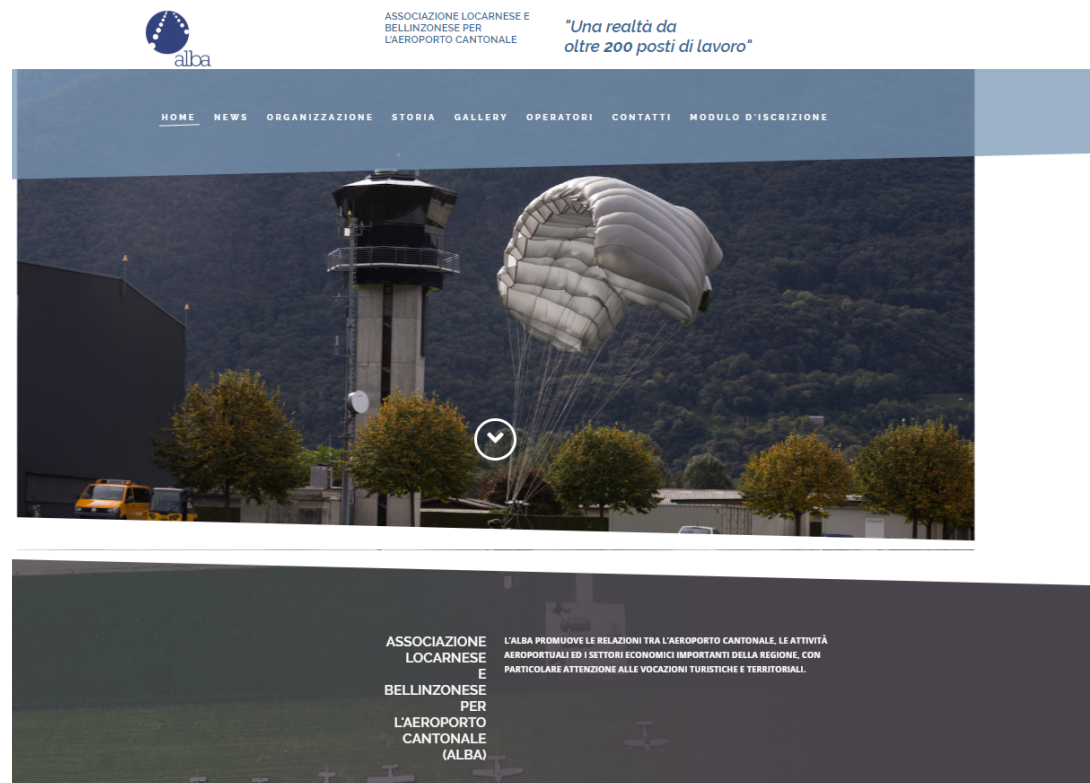 alba
ASSOCIAZIONE LOCARNESE E
BELLINZONESE PER
L'AEROPORTO CANTONALE
"Una realtà da
oltre 200 posti di lavoro"
HOME NEWS ORGANIZZAZIONE STORIA GALLERY OPERATORI CONTATTI MODULO D'ISCRIZIONE
ASSOCIAZIONE
LOCARNESE
E
BELLINZONESE
PER
L'AEROPORTO
CANTONALE
(ALBA)
L'ALBA PROMUOVE LE RELAZIONI TRA L'AEROPORTO CANTONALE, LE ATTIVITÀ
AEROPORTUALI ED I SETTORI ECONOMICI IMPORTANTI DELLA REGIONE, CON
PARTICOLARE ATTENZIONE ALLE VOCAZIONI TURISTICHE E TERRITORIALI.